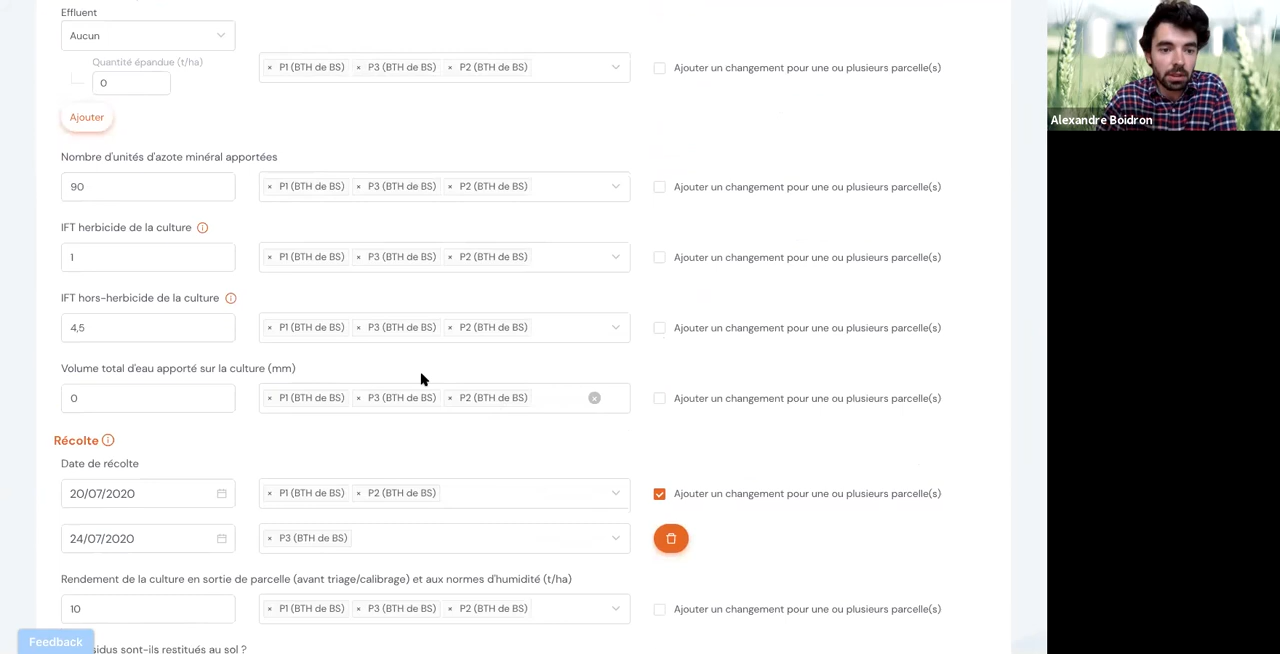 Effluent
Aucun
Quantité épandue (t/ha)
0
× P1 (BTH de BS) × P3 (BTH de BS) × P2 (BTH de BS)
Ajouter un changement pour une ou plusieurs parcelle(s)
Ajouter
Nombre d'unités d'azote minéral apportées
90
× P1 (BTH de BS) × P3 (BTH de BS) × P2 (BTH de BS)
Ajouter un changement pour une ou plusieurs parcelle(s)
IFT herbicide de la culture
1
× P1 (BTH de BS) × P3 (BTH de BS) × P2 (BTH de BS)
Ajouter un changement pour une ou plusieurs parcelle(s)
IFT hors-herbicide de la culture
4,5
× P1 (BTH de BS) × P3 (BTH de BS) × P2 (BTH de BS)
Ajouter un changement pour une ou plusieurs parcelle(s)
Volume total d'eau apporté sur la culture (mm)
0
× P1 (BTH de BS) × P3 (BTH de BS) × P2 (BTH de BS)
Ajouter un changement pour une ou plusieurs parcelle(s)
Récolte
Date de récolte
20/07/2020
× P1 (BTH de BS) × P2 (BTH de BS)
Ajouter un changement pour une ou plusieurs parcelle(s)
24/07/2020
× P3 (BTH de BS)
Rendement de la culture en sortie de parcelle (avant triage/calibrage) et aux normes d'humidité (t/ha)
10
× P1 (BTH de BS) × P3 (BTH de BS) × P2 (BTH de BS)
Ajouter un changement pour une ou plusieurs parcelle(s)
Feedback
sidus sont-ils restitués au sol ?
Alexandre Boidron